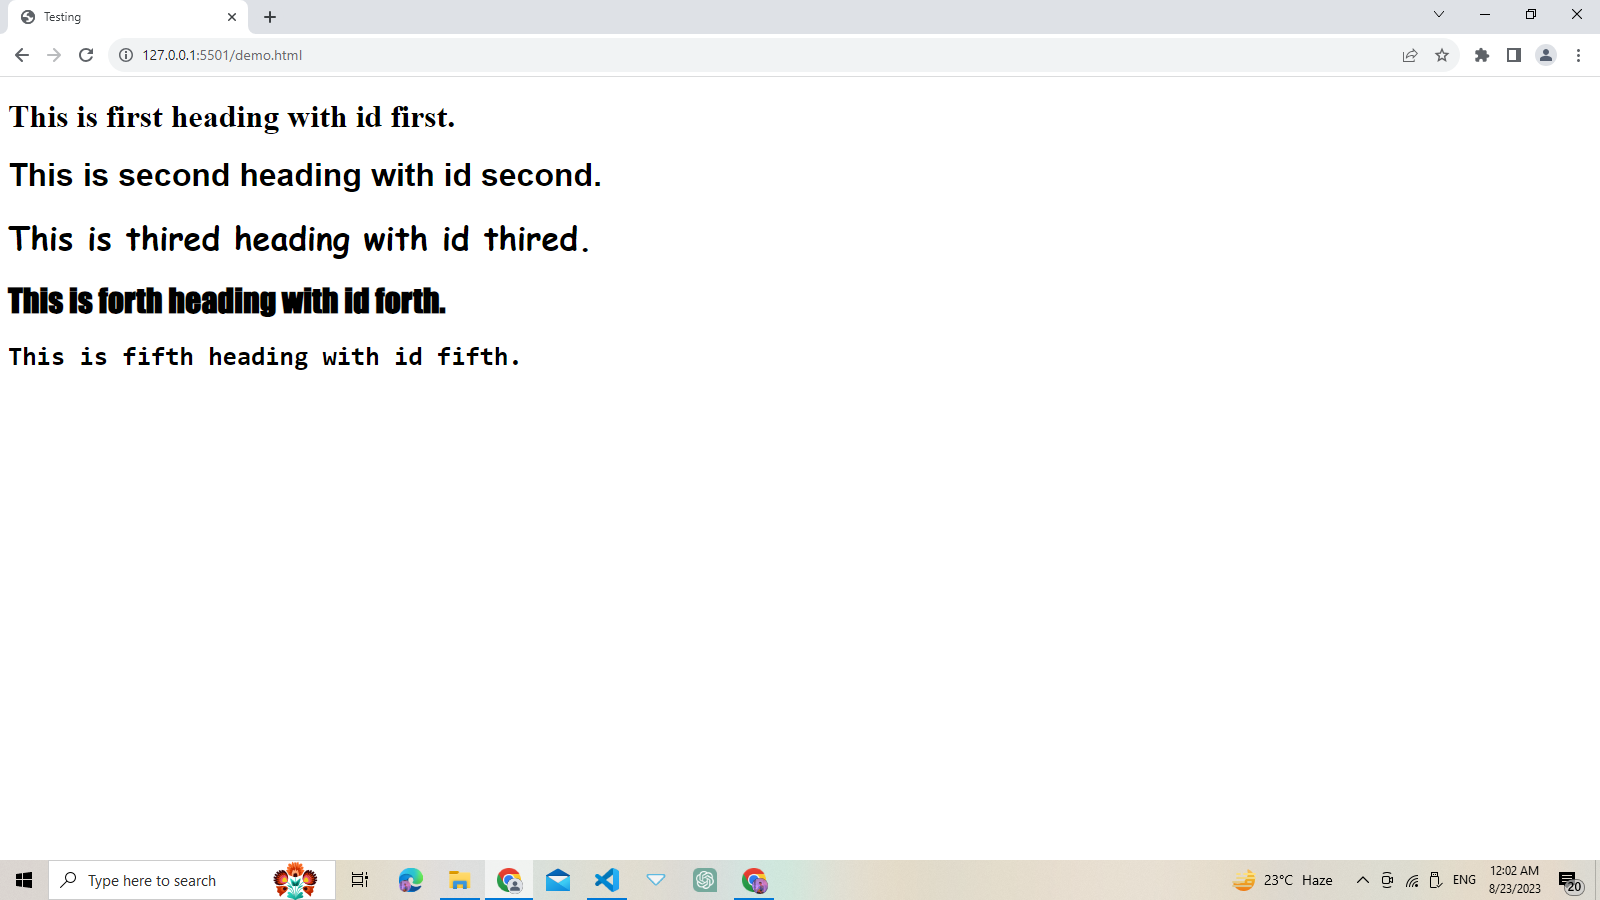 Testing
127.0.0.1:5501/demo.html
This is first heading with id first.
This is second heading with id second.
This is thired heading with id thired.
This is forth heading with id forth.
This is fifth heading with id fifth.
Type here to search
23°C Haze
ENG
12:02 AM
8/23/2023
20